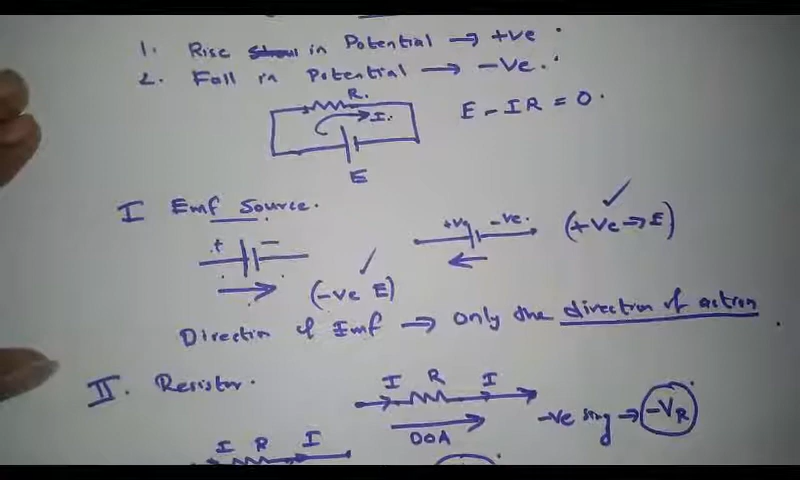 1. Rise in Potential → +ve
2. Fall in Potential → -ve.
R.
I.
E - IR = 0.
E
I Emf Source.
+ -
(-ve E)
+ve -ve.
(+ve → E)
Direction of Emf → only the direction of action.
II. Resistor.
I R I
DOA
-ve sing → -VR
I R I